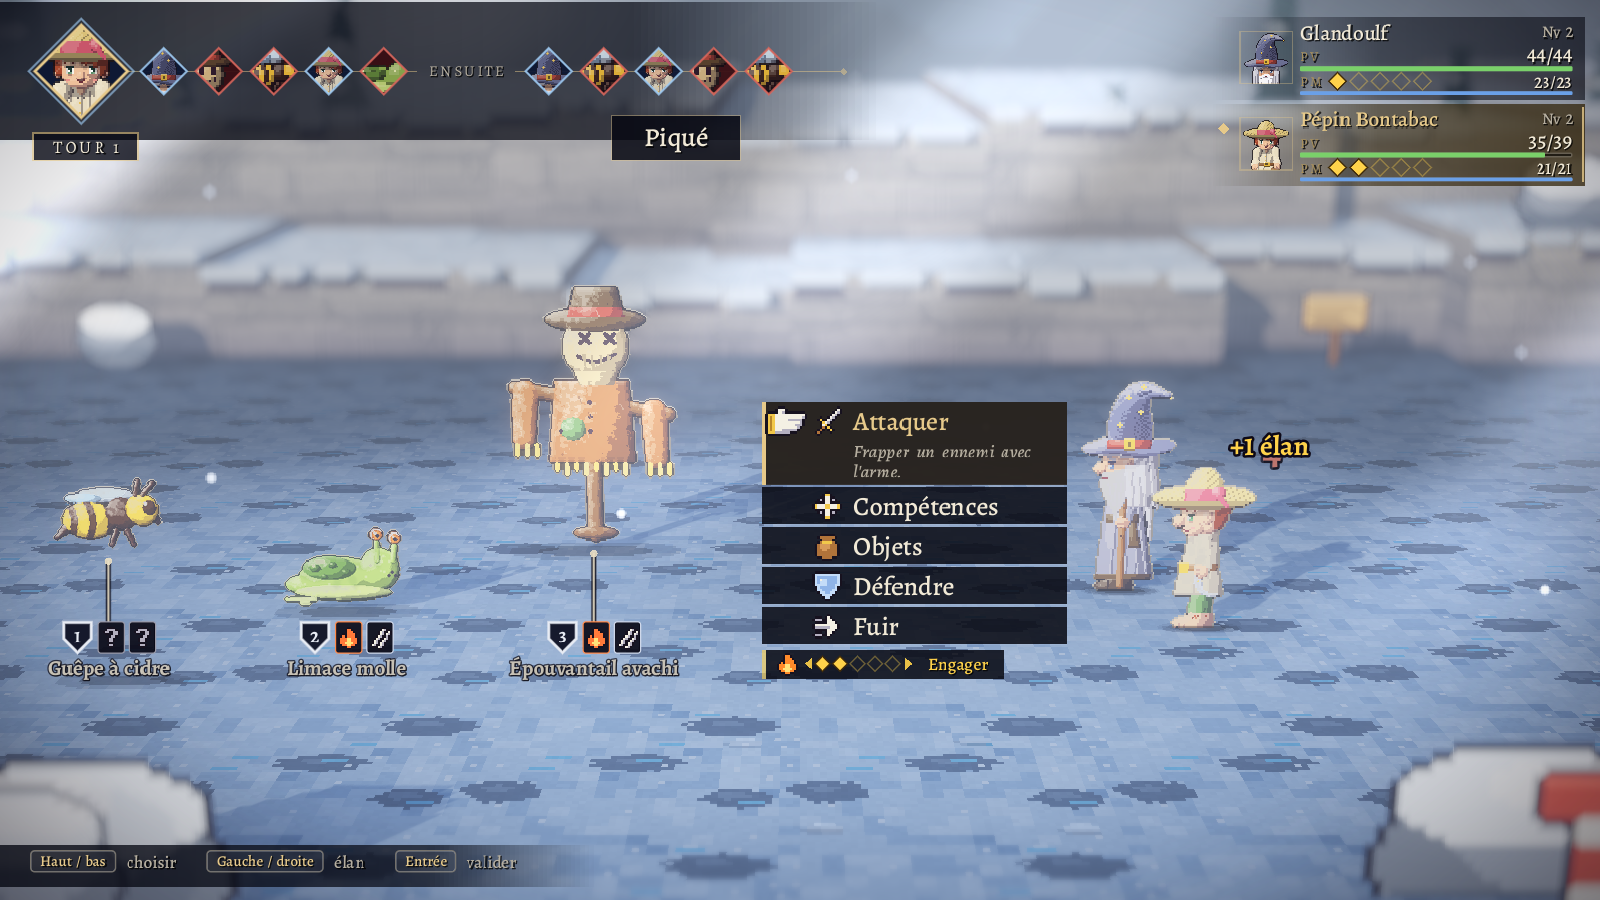 ENSUITE
TOUR 1
Piqué
Glandoulf
Nv 2
PV
44/44
PM
23/23
Pépin Bontabac
Nv 2
PV
35/39
PM
21/21
Attaquer
Frapper un ennemi avec
l'arme.
Compétences
Objets
Défendre
Fuir
Engager
+1 élan
1 ? ?
Guêpe à cidre
2
Limace molle
3
Épouvantail avachi
Haut / bas choisir
Gauche / droite élan
Entrée valider